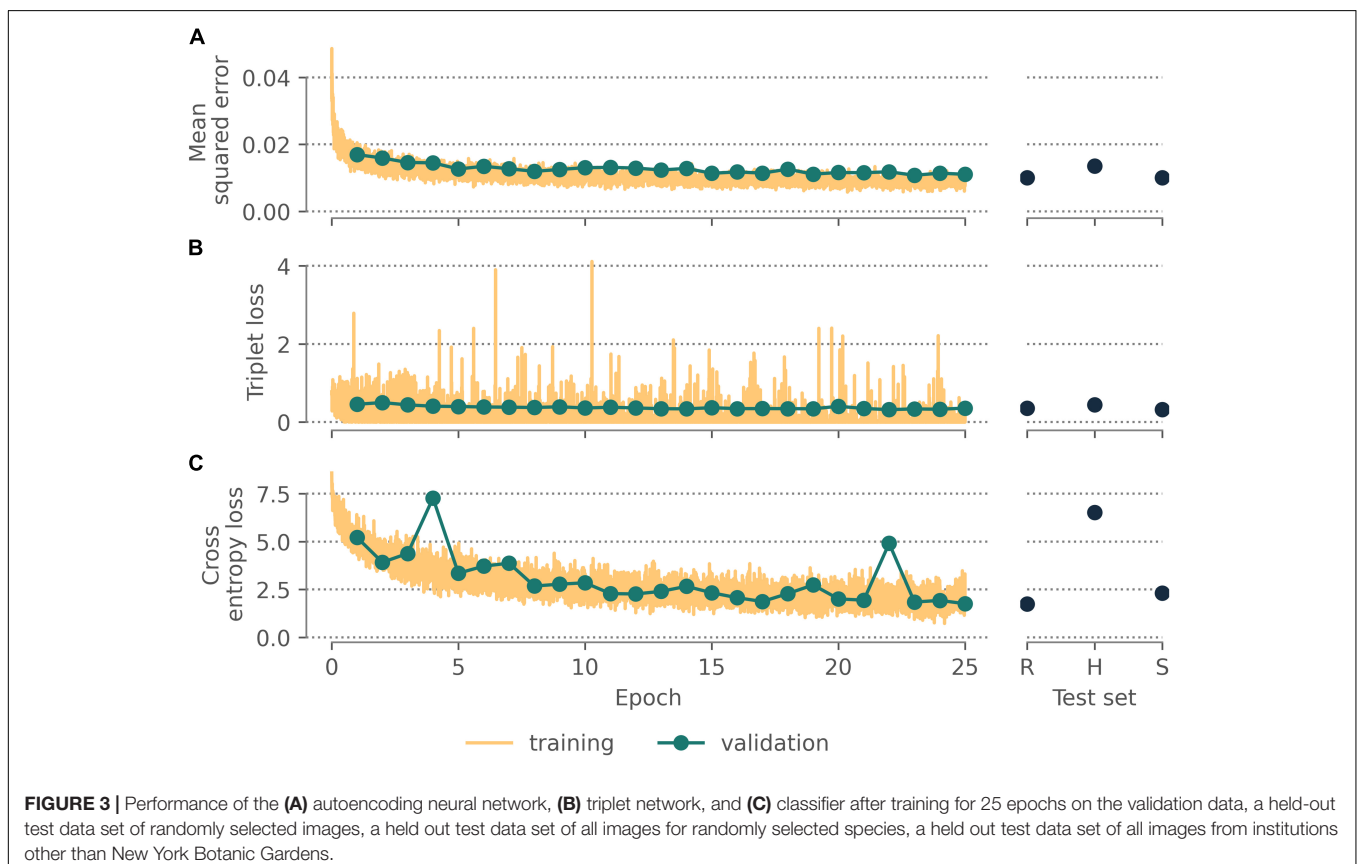 A
Mean
squared error
0.04
0.02
0.00
B
Triplet loss
4
2
0
C
Cross
entropy loss
7.5
5.0
2.5
0.0
0 5 10 15 20 25
R H S
Epoch
Test set
training validation
FIGURE 3 | Performance of the (A) autoencoding neural network, (B) triplet network, and (C) classifier after training for 25 epochs on the validation data, a held-out
test data set of randomly selected images, a held out test data set of all images for randomly selected species, a held out test data set of all images from institutions
other than New York Botanic Gardens.